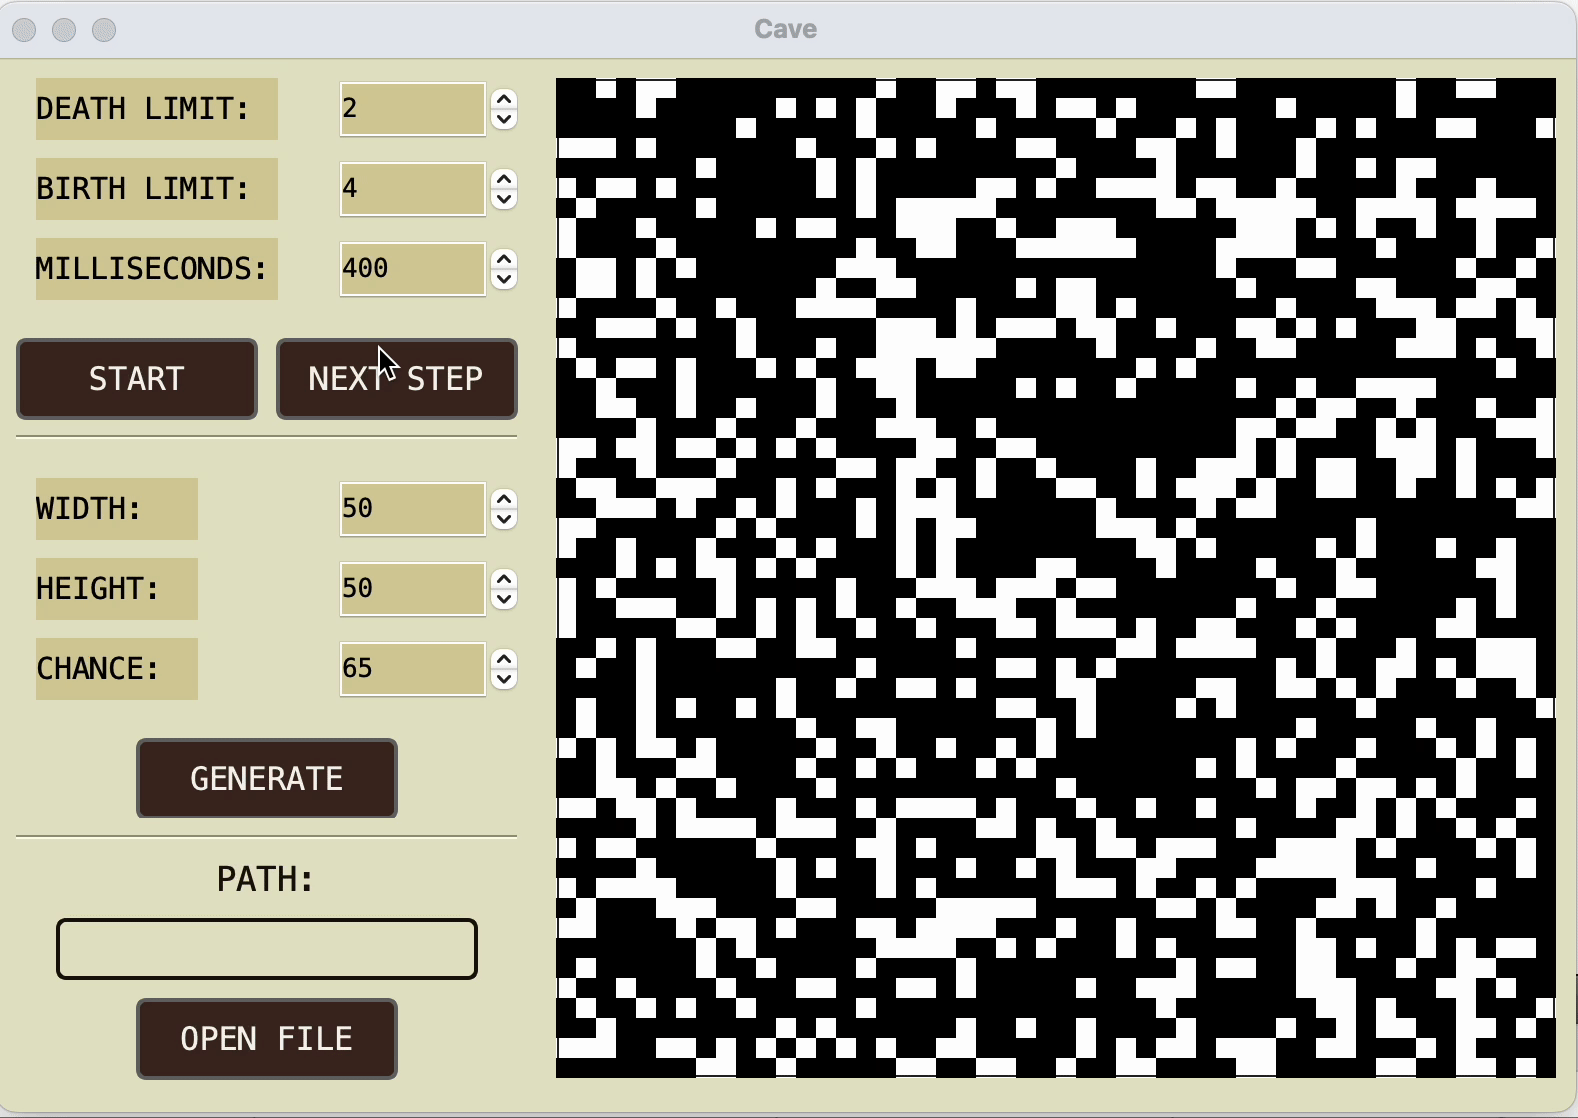 Cave
DEATH LIMIT: 2
BIRTH LIMIT: 4
MILLISECONDS: 400
START NEXT STEP
WIDTH: 50
HEIGHT: 50
CHANCE: 65
GENERATE
PATH:
OPEN FILE